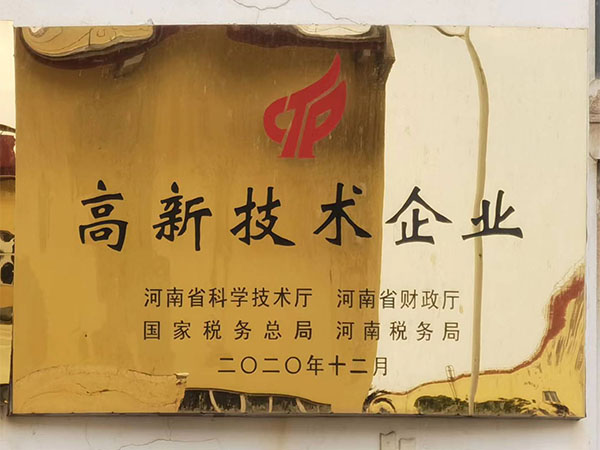 高新技术企业
河南省科学技术厅 河南省财政厅
国家税务总局 河南税务局
二〇二〇年十二月